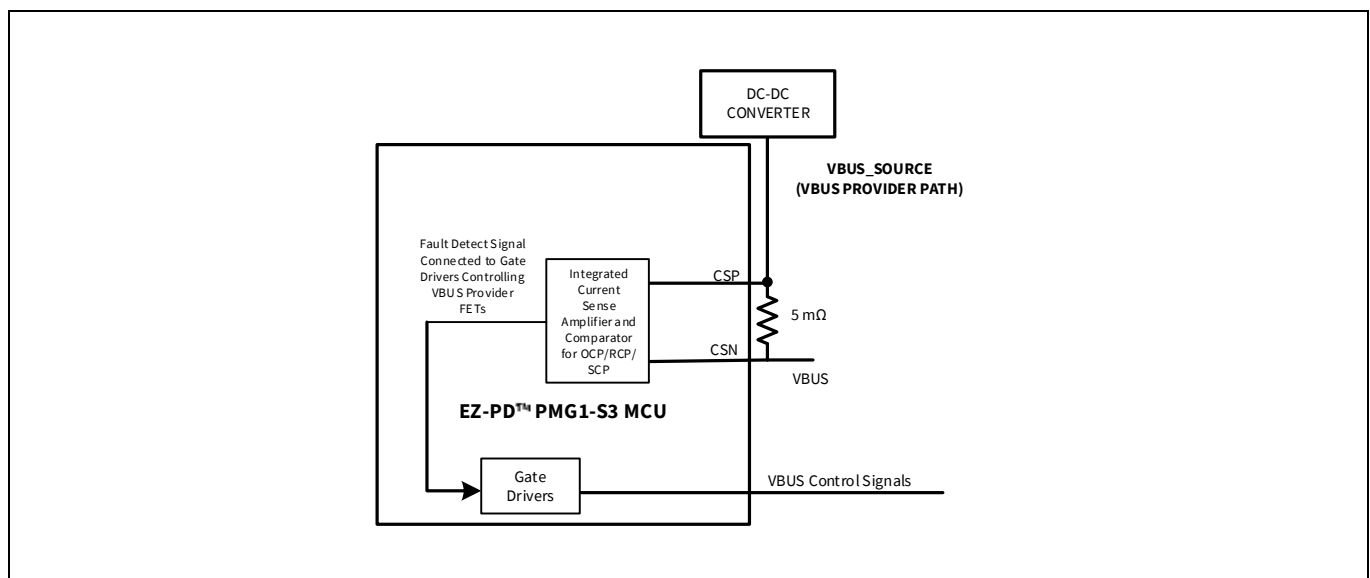 DC-DC
CONVERTER
VBUS_SOURCE
(VBUS PROVIDER PATH)
Fault Detect Signal
Connected to Gate
Drivers Controlling
VBUS Provider
FETs
Integrated
Current
Sense
Amplifier and
Comparator
for OCP/RCP/
SCP
CSP
5 mΩ
CSN
VBUS
EZ-PD™ PMG1-S3 MCU
Gate
Drivers
VBUS Control Signals